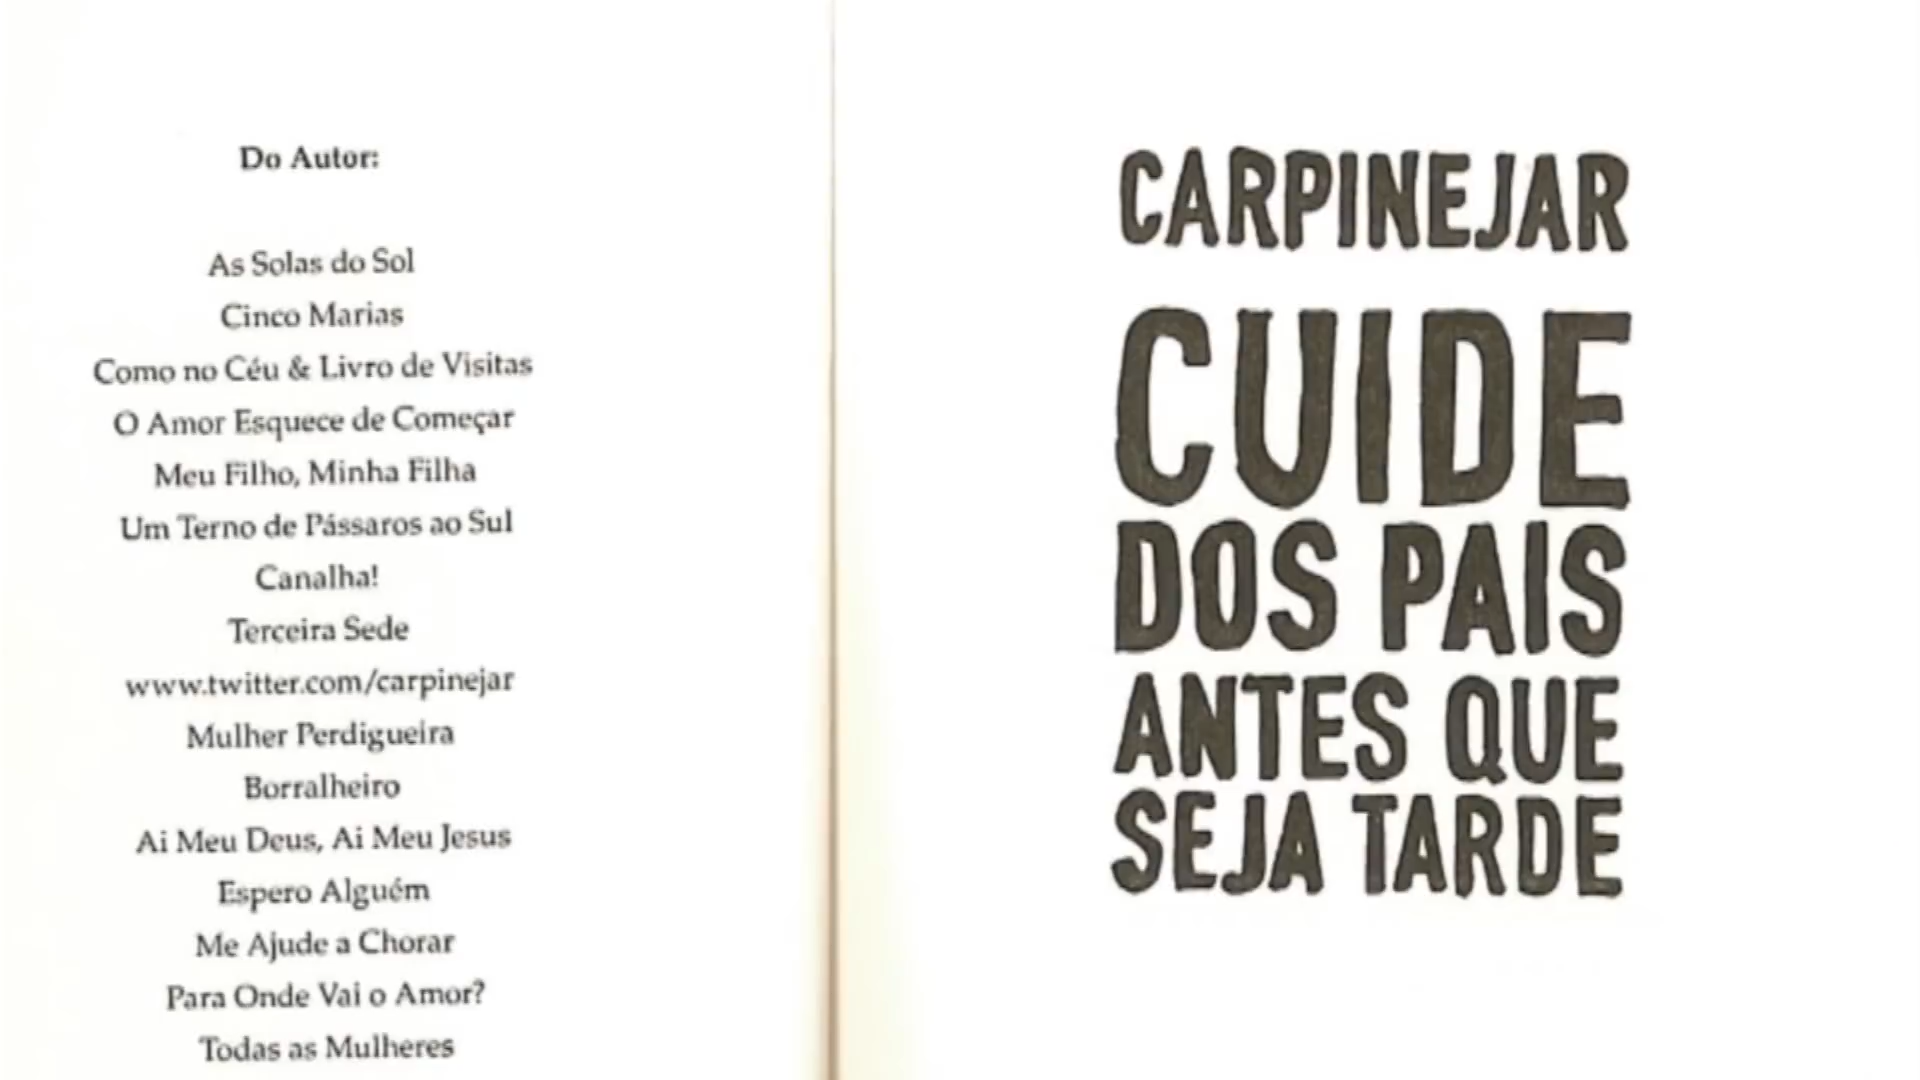 Do Autor:
As Solas do Sol
Cinco Marias
Como no Céu & Livro de Visitas
O Amor Esquece de Começar
Meu Filho, Minha Filha
Um Terno de Pássaros ao Sul
Canalha!
Terceira Sede
www.twitter.com/carpinejar
Mulher Perdigueira
Borralheiro
Ai Meu Deus, Ai Meu Jesus
Espero Alguém
Me Ajude a Chorar
Para Onde Vai o Amor?
Todas as Mulheres
CARPINEJAR
CUIDE
DOS PAIS
ANTES QUE
SEJA TARDE